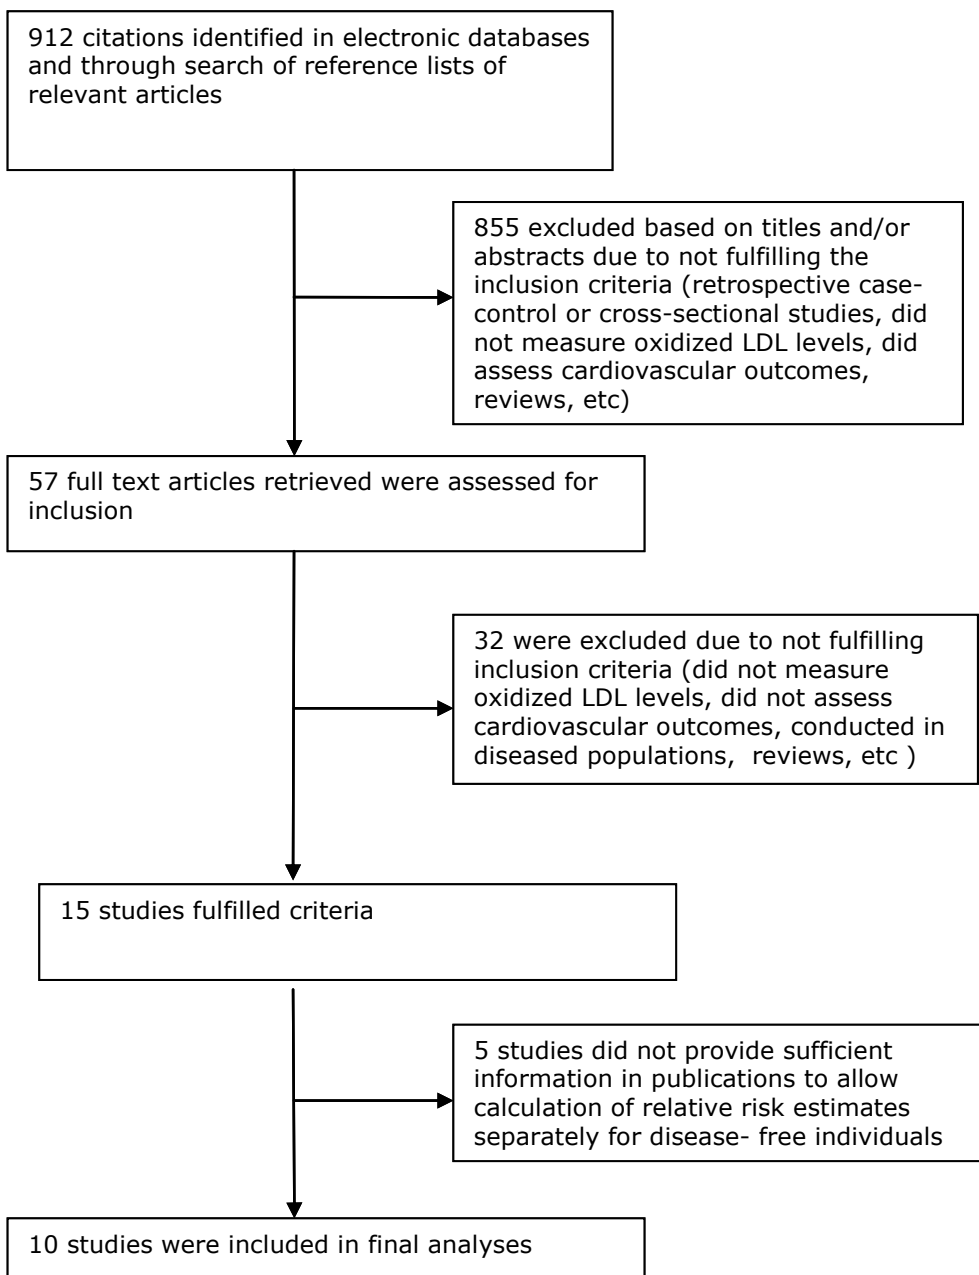 912 citations identified in electronic databases
and through search of reference lists of
relevant articles
855 excluded based on titles and/or
abstracts due to not fulfilling the
inclusion criteria (retrospective case-
control or cross-sectional studies, did
not measure oxidized LDL levels, did
assess cardiovascular outcomes,
reviews, etc)
57 full text articles retrieved were assessed for
inclusion
32 were excluded due to not fulfilling
inclusion criteria (did not measure
oxidized LDL levels, did not assess
cardiovascular outcomes, conducted in
diseased populations,  reviews, etc )
15 studies fulfilled criteria
5 studies did not provide sufficient
information in publications to allow
calculation of relative risk estimates
separately for disease- free individuals
10 studies were included in final analyses